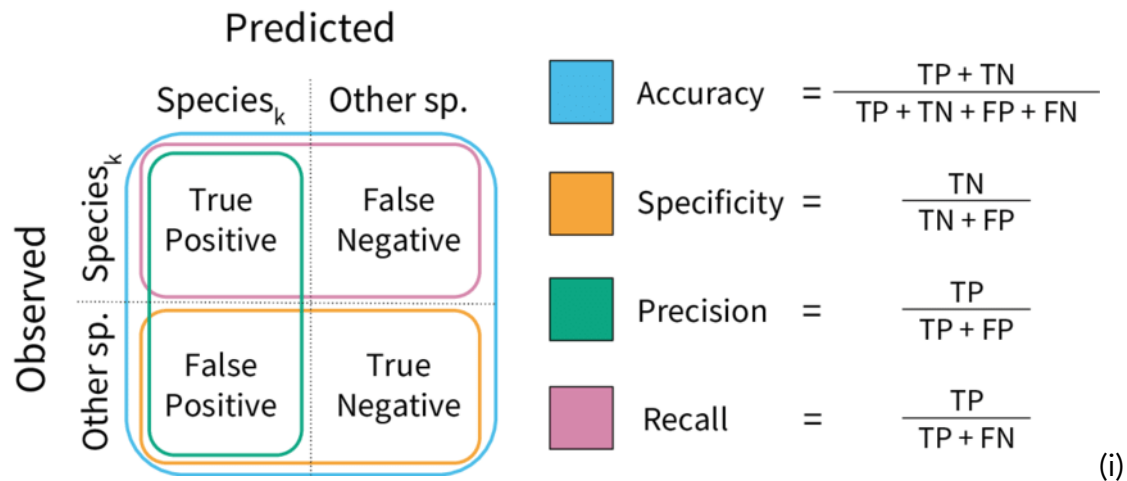 Predicted
Species_k
Other sp.
Observed
Species_k
Other sp.
True
Positive
False
Negative
False
Positive
True
Negative
Accuracy = TP + TN
TP + TN + FP + FN
Specificity = TN
TN + FP
Precision = TP
TP + FP
Recall = TP
TP + FN
(i)